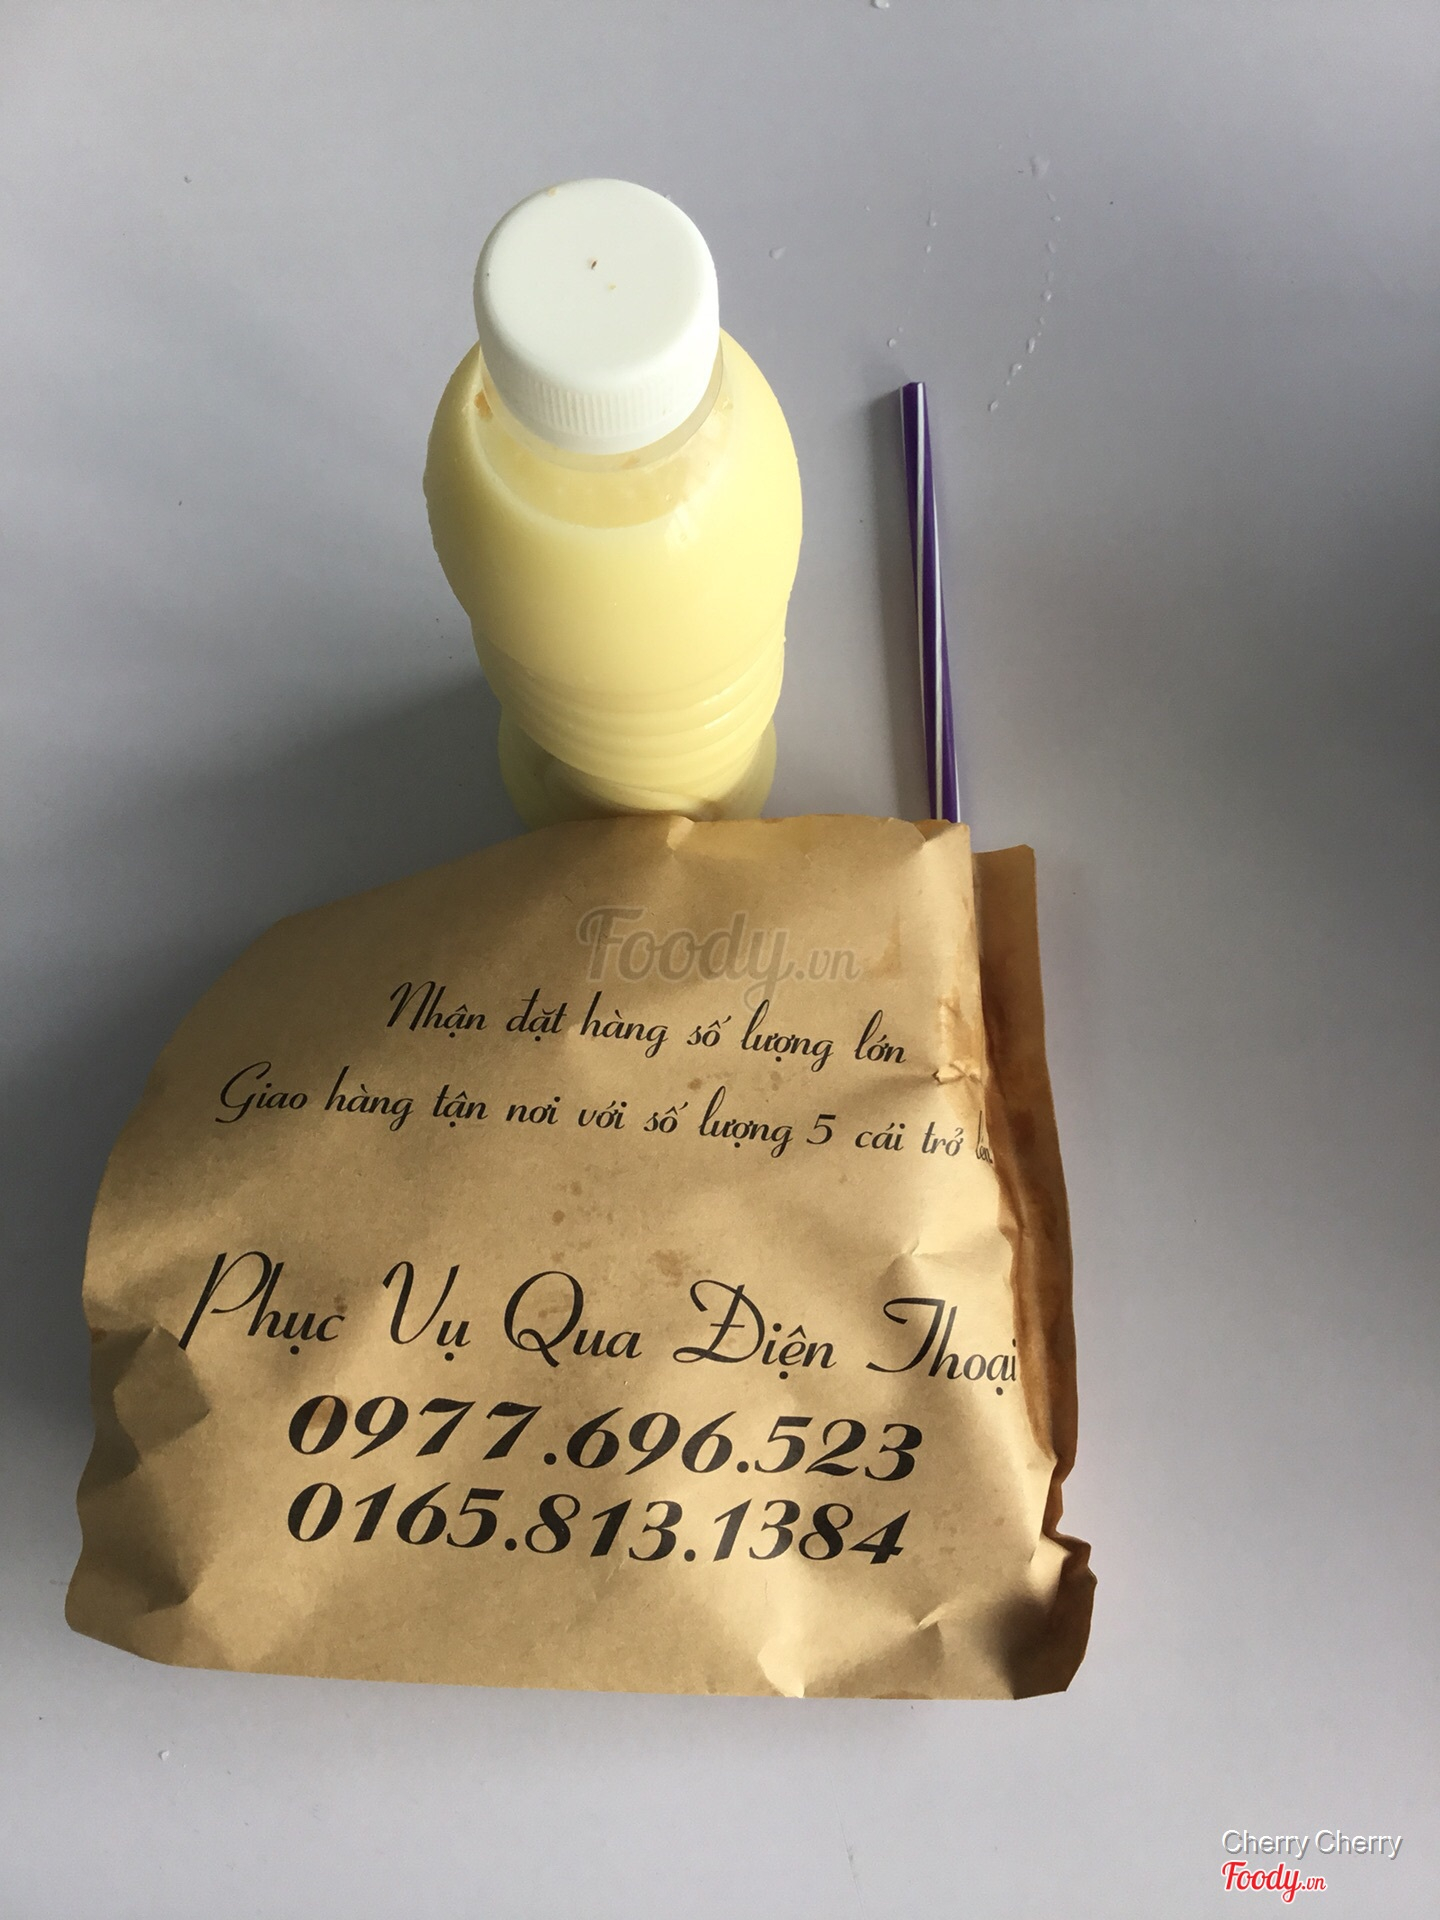 Foody.vn
Nhận đặt hàng số lượng lớn
Giao hàng tận nơi với số lượng 5 cái trở lên
Phục Vụ Qua Điện Thoại
0977.696.523
0165.813.1384
Cherry Cherry
Foody.vn